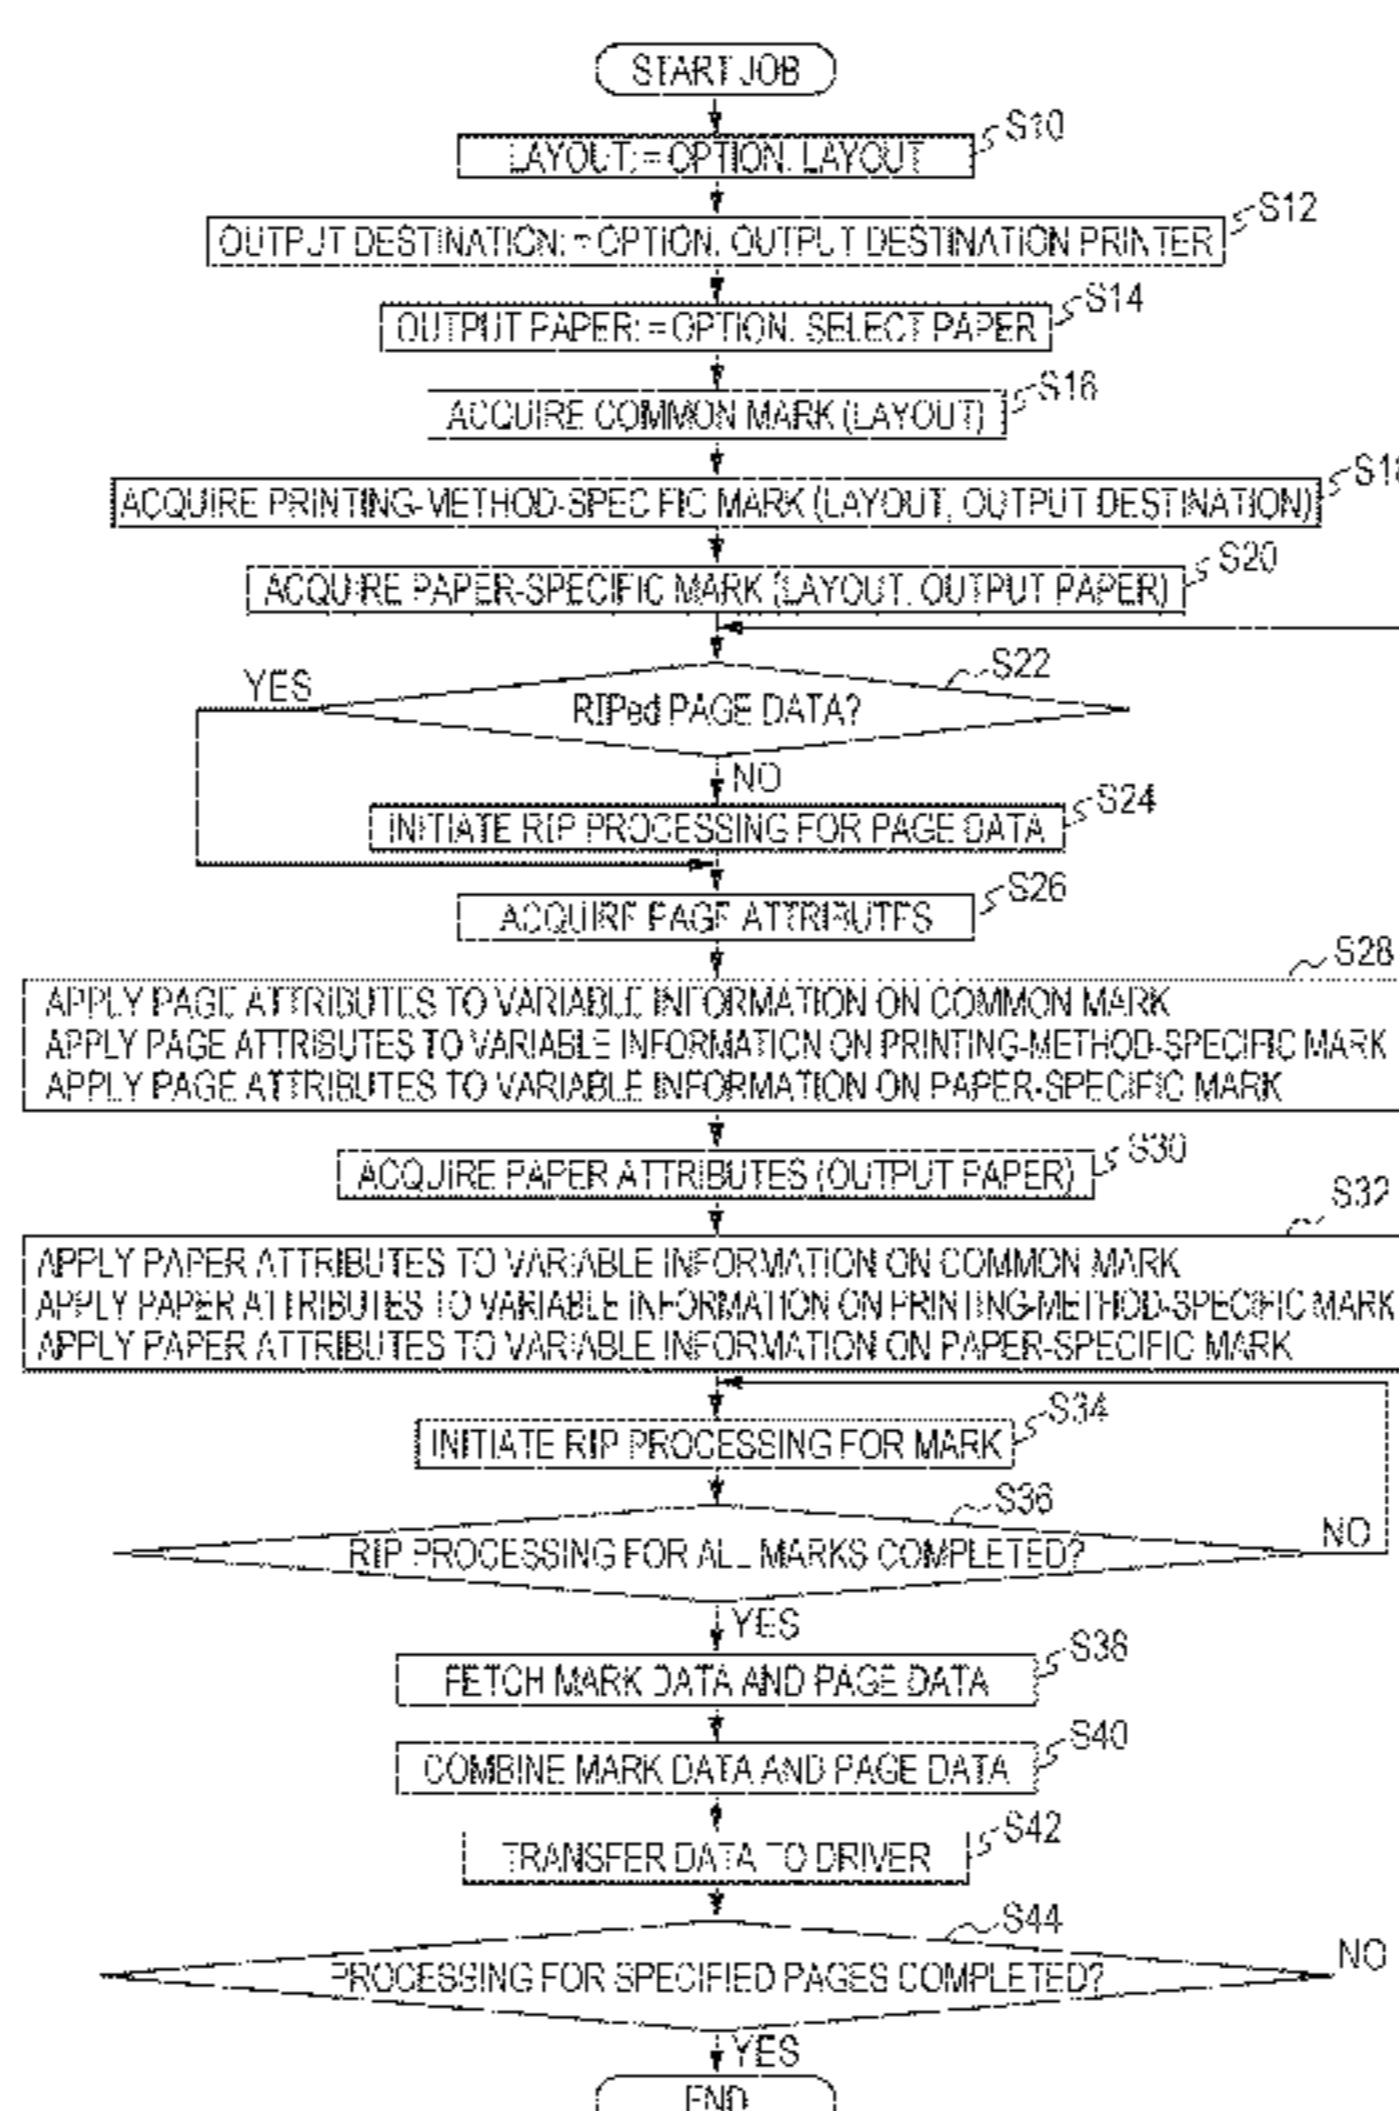 START JOB
LAYOUT:=OPTION. LAYOUT
S10
OUTPUT DESTINATION:=OPTION. OUTPUT DESTINATION PRINTER
S12
OUTPUT PAPER:=OPTION. SELECT PAPER
S14
ACQUIRE COMMON MARK (LAYOUT)
S16
ACQUIRE PRINTING-METHOD-SPECIFIC MARK (LAYOUT, OUTPUT DESTINATION)
S18
ACQUIRE PAPER-SPECIFIC MARK (LAYOUT, OUTPUT PAPER)
S20
S22
YES
RIPed PAGE DATA?
NO
S24
INITIATE RIP PROCESSING FOR PAGE DATA
S26
ACQUIRE PAGE ATTRIBUTES
S28
APPLY PAGE ATTRIBUTES TO VARIABLE INFORMATION ON COMMON MARK
APPLY PAGE ATTRIBUTES TO VARIABLE INFORMATION ON PRINTING-METHOD-SPECIFIC MARK
APPLY PAGE ATTRIBUTES TO VARIABLE INFORMATION ON PAPER-SPECIFIC MARK
S30
ACQUIRE PAPER ATTRIBUTES (OUTPUT PAPER)
S32
APPLY PAPER ATTRIBUTES TO VARIABLE INFORMATION ON COMMON MARK
APPLY PAPER ATTRIBUTES TO VARIABLE INFORMATION ON PRINTING-METHOD-SPECIFIC MARK
APPLY PAPER ATTRIBUTES TO VARIABLE INFORMATION ON PAPER-SPECIFIC MARK
S34
INITIATE RIP PROCESSING FOR MARK
S36
RIP PROCESSING FOR ALL MARKS COMPLETED?
NO
YES
S38
FETCH MARK DATA AND PAGE DATA
S40
COMBINE MARK DATA AND PAGE DATA
S42
TRANSFER DATA TO DRIVER
S44
PROCESSING FOR SPECIFIED PAGES COMPLETED?
NO
YES
END